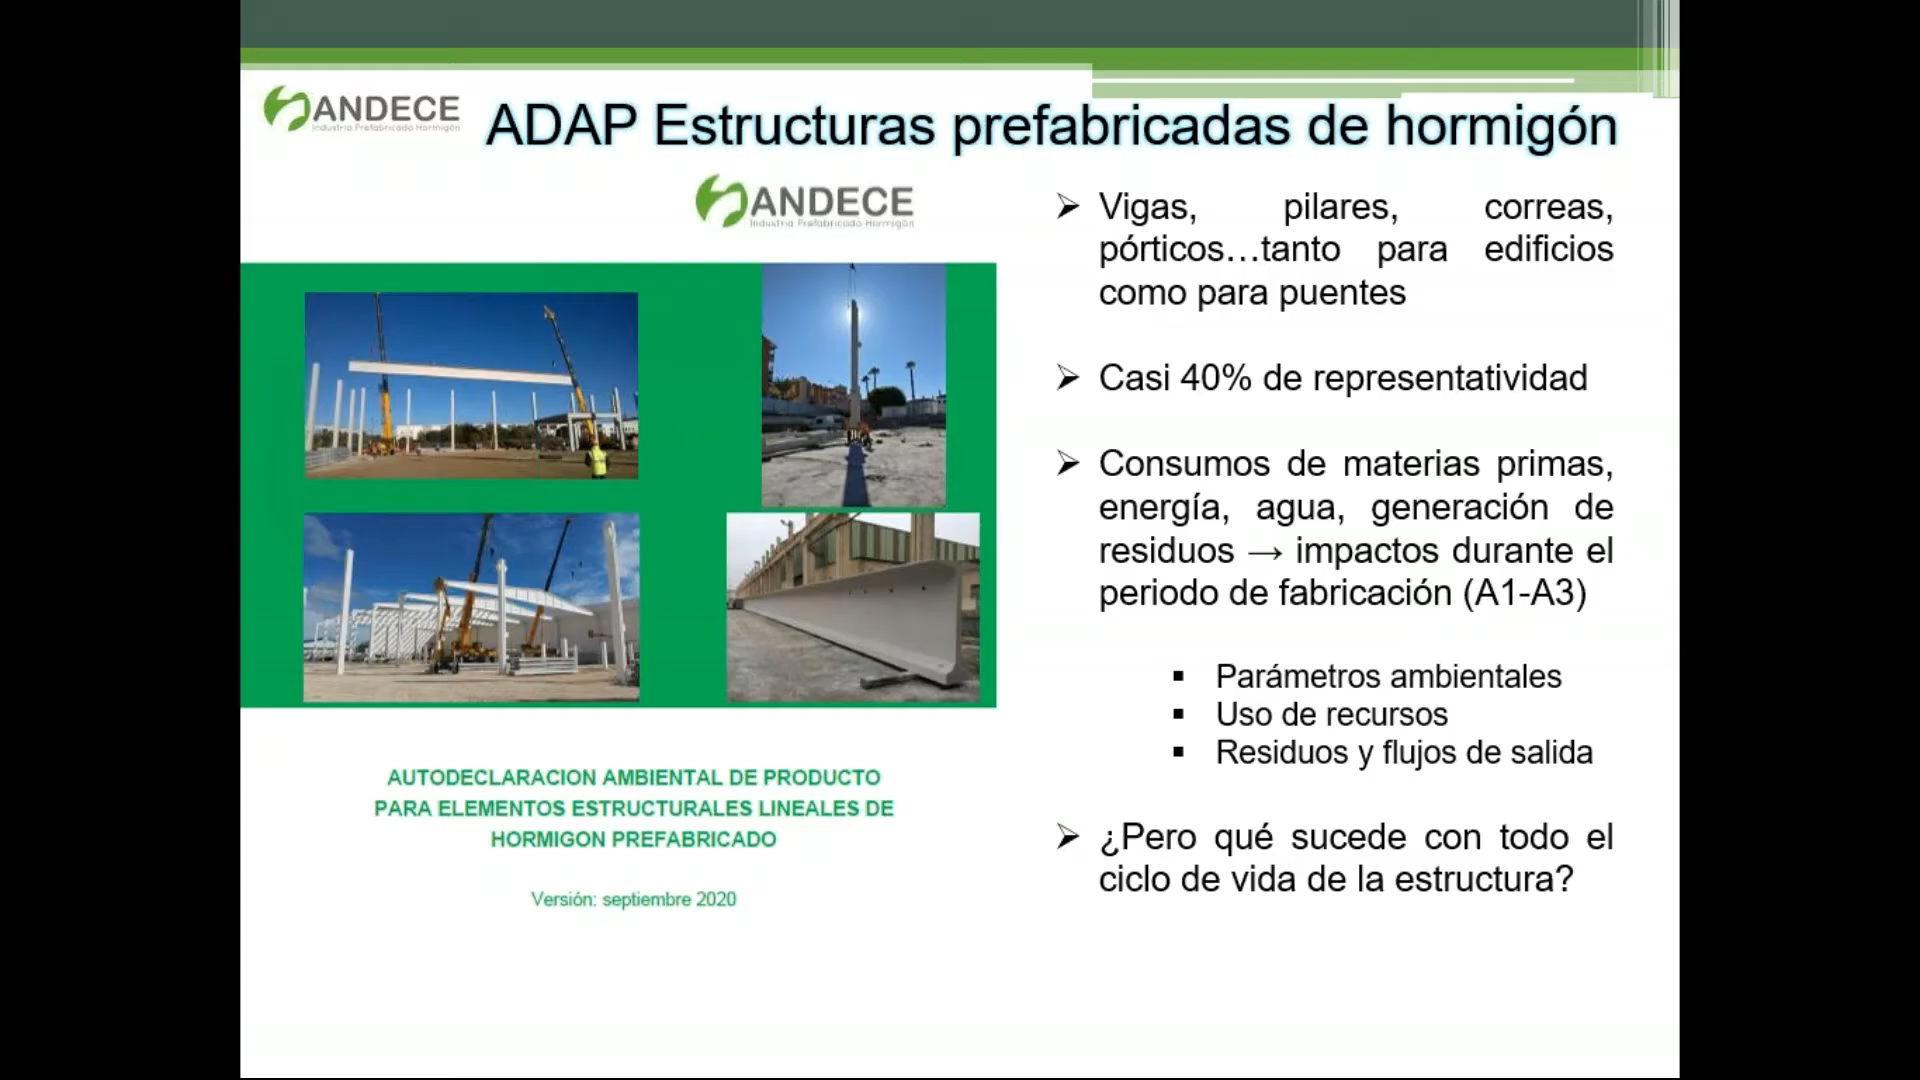 ANDECE
Industria Prefabricado Hormigón
ADAP Estructuras prefabricadas de hormigón
ANDECE
Industria Prefabricado Hormigón
AUTODECLARACION AMBIENTAL DE PRODUCTO
PARA ELEMENTOS ESTRUCTURALES LINEALES DE
HORMIGON PREFABRICADO
Versión: septiembre 2020
➢ Vigas, pilares, correas,
pórticos…tanto para edificios
como para puentes
➢ Casi 40% de representatividad
➢ Consumos de materias primas,
energía, agua, generación de
residuos → impactos durante el
periodo de fabricación (A1-A3)
▪ Parámetros ambientales
▪ Uso de recursos
▪ Residuos y flujos de salida
➢ ¿Pero qué sucede con todo el
ciclo de vida de la estructura?